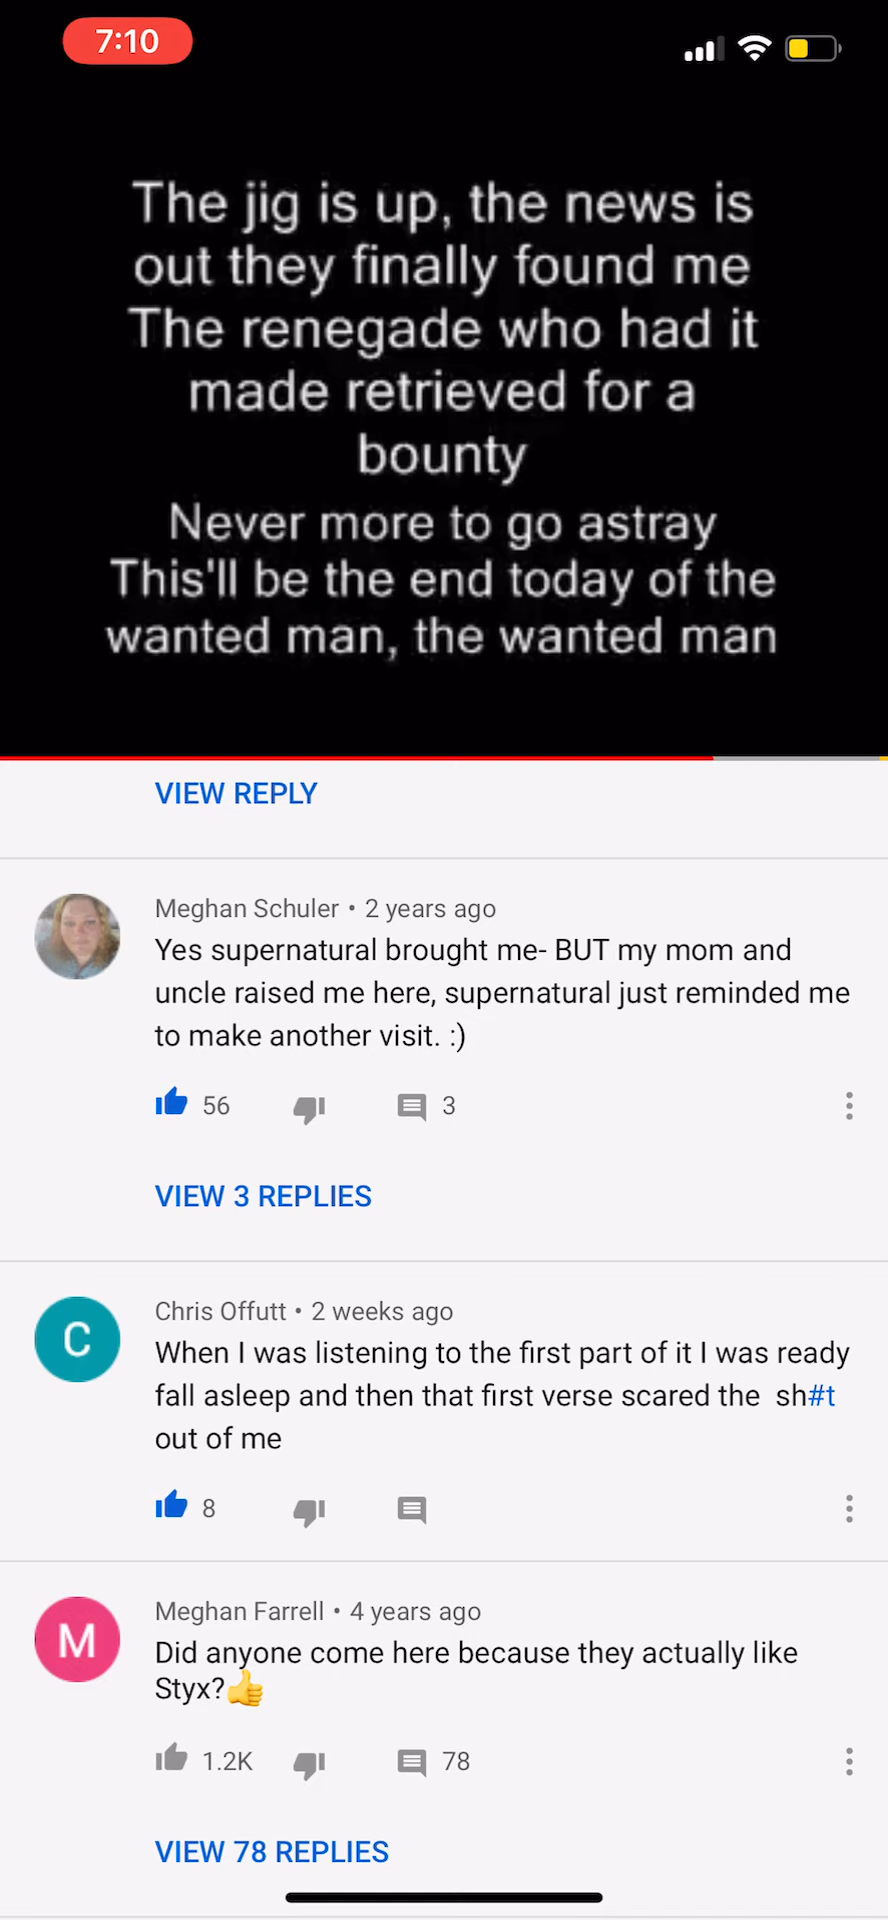 7:10
The jig is up, the news is
out they finally found me
The renegade who had it
made retrieved for a
bounty
Never more to go astray
This'll be the end today of the
wanted man, the wanted man
VIEW REPLY
Meghan Schuler • 2 years ago
Yes supernatural brought me- BUT my mom and
uncle raised me here, supernatural just reminded me
to make another visit. :)
56 3
VIEW 3 REPLIES
C
Chris Offutt • 2 weeks ago
When I was listening to the first part of it I was ready
fall asleep and then that first verse scared the  sh#t
out of me
8
M
Meghan Farrell • 4 years ago
Did anyone come here because they actually like
Styx?👍
1.2K 78
VIEW 78 REPLIES